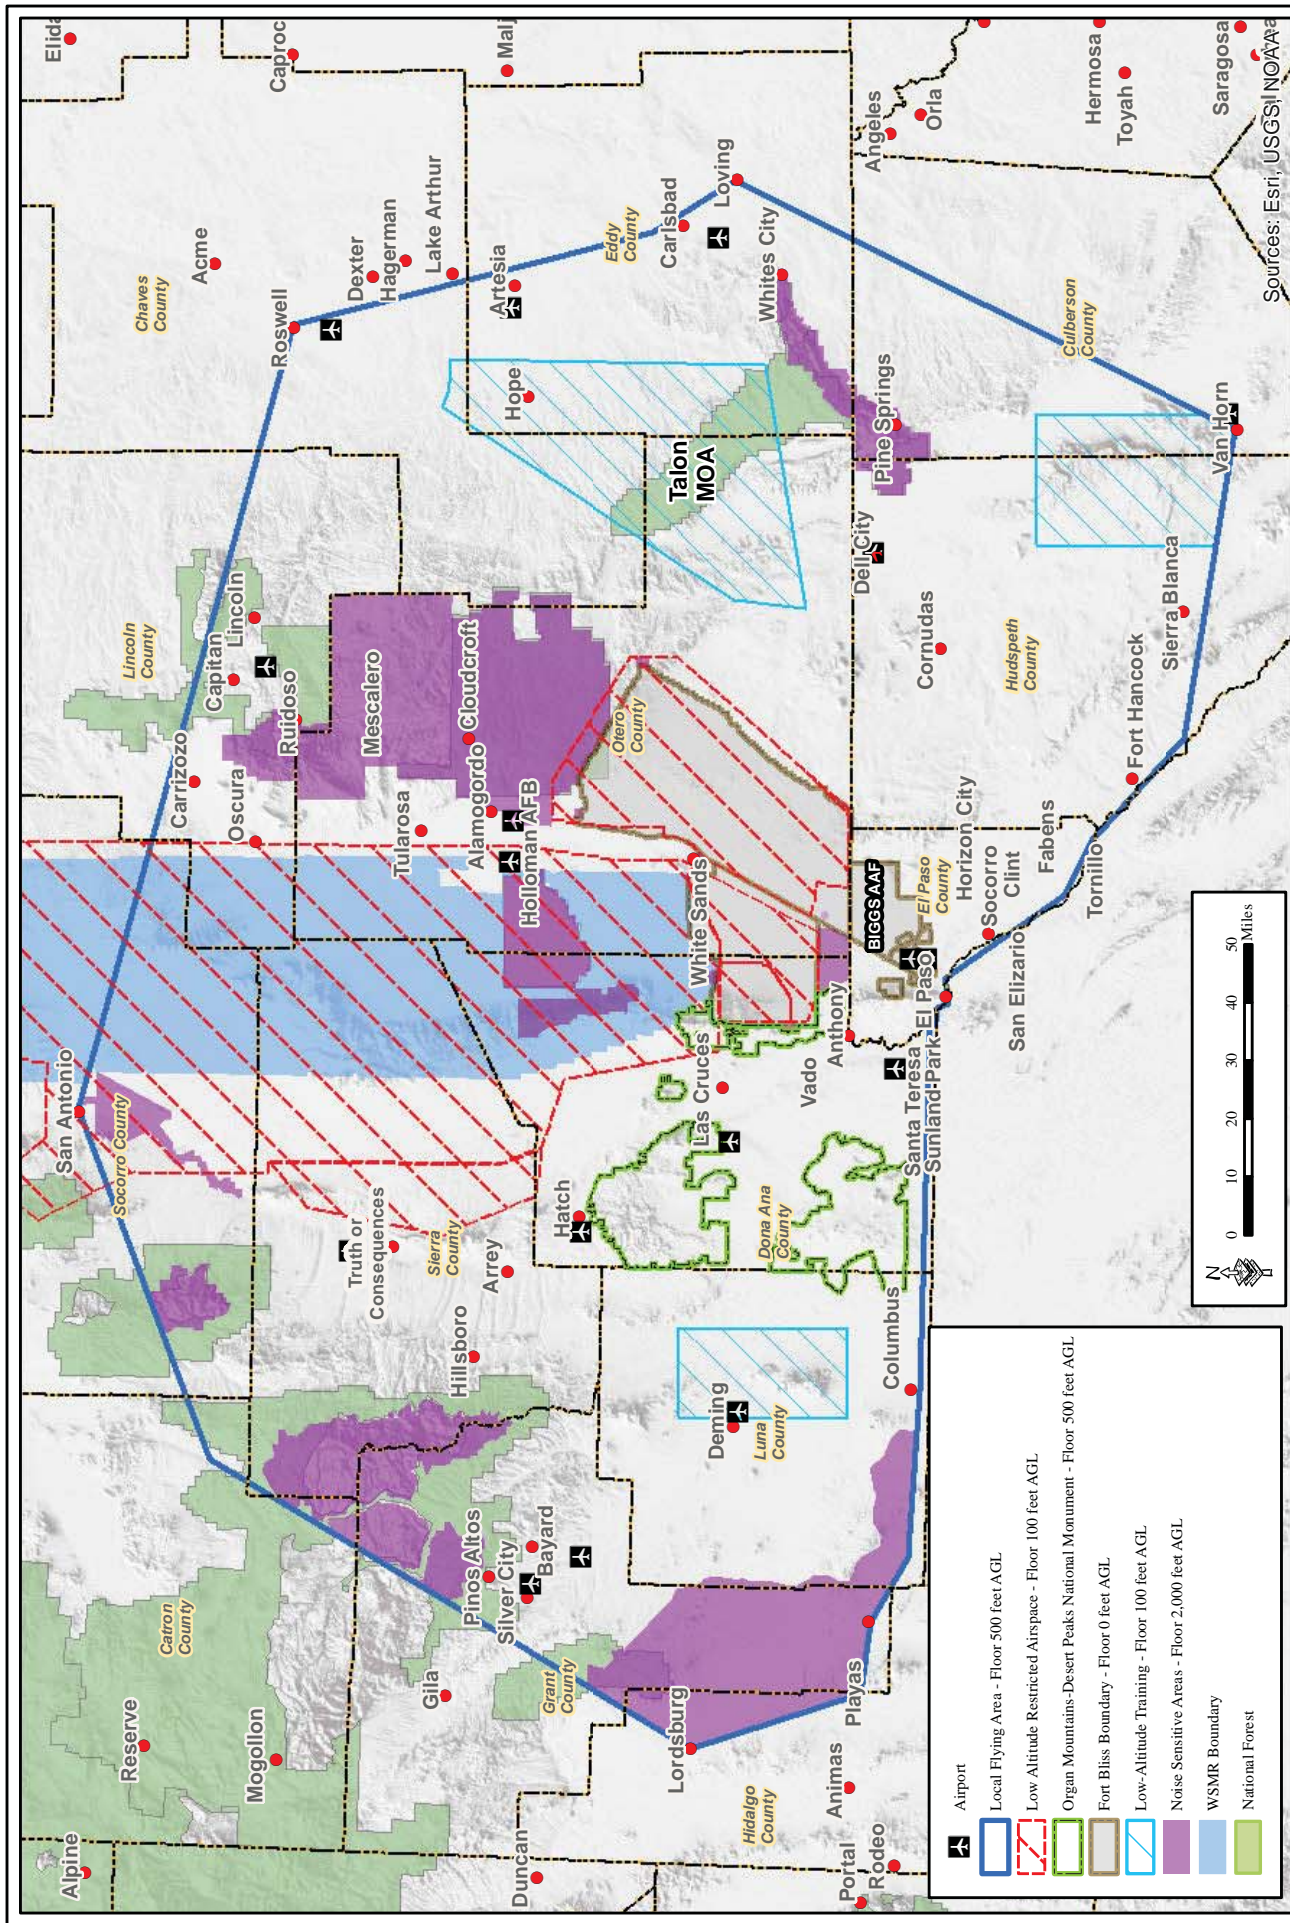 Alpine
Reserve
Mogollon
Catron
County
Duncan
Gila
Grant
County
Pinos Altos
Silver City
Bayard
Lordsburg
Hidalgo
County
Animas
Portal
Rodeo
Playas
San Antonio
Socorro County
Truth or
Consequences
Sierra
County
Arrey
Hillsboro
Hatch
Deming
Luna
County
Columbus
Dona Ana
County
Las Cruces
Vado
Anthony
Santa Teresa
Sunland Park
El Paso
San Elizario
Carrizozo
Oscura
Capitan
Lincoln
Lincoln
County
Ruidoso
Mescalero
Tularosa
Alamogordo
Cloudcroft
Holloman AFB
White Sands
Otero
County
BIGGS AAF
El Paso
County
Horizon City
Socorro
Clint
Fabens
Tornillo
Fort Hancock
Sierra Blanca
Hudspeth
County
Cornudas
Dell City
Talon
MOA
Hope
Pine Springs
Whites City
Van Horn
Culberson
County
Elida
Caproc
Malj
Acme
Chaves
County
Roswell
Dexter
Hagerman
Lake Arthur
Artesia
Eddy
County
Carlsbad
Loving
Angeles
Orla
Hermosa
Toyah
Saragosa
Sources: Esri, USGS, NOAA
N
0 10 20 30 40 50
Miles
Airport
Local Flying Area - Floor 500 feet AGL
Low Altitude Restricted Airspace - Floor 100 feet AGL
Organ Mountains-Desert Peaks National Monument - Floor 500 feet AGL
Fort Bliss Boundary - Floor 0 feet AGL
Low-Altitude Training - Floor 100 feet AGL
Noise Sensitive Areas - Floor 2,000 feet AGL
WSMR Boundary
National Forest